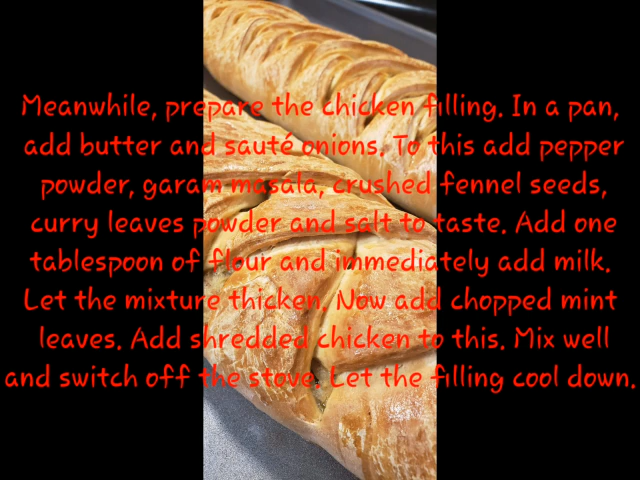 Meanwhile, prepare the chicken filling. In a pan,
add butter and sauté onions. To this add pepper
powder, garam masala, crushed fennel seeds,
curry leaves powder and salt to taste. Add one
tablespoon of flour and immediately add milk.
Let the mixture thicken. Now add chopped mint
leaves. Add shredded chicken to this. Mix well
and switch off the stove. Let the filling cool down.